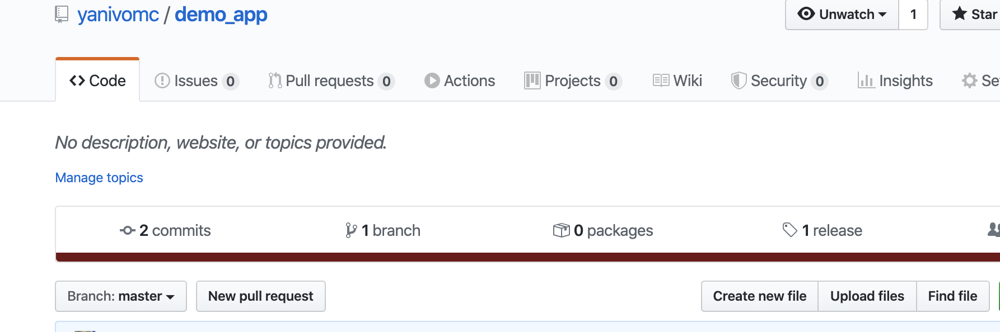 yanivomc / demo_app Unwatch 1 Star
Code Issues 0 Pull requests 0 Actions Projects 0 Wiki Security 0 Insights
No description, website, or topics provided.
Manage topics
2 commits 1 branch 0 packages 1 release
Branch: master New pull request Create new file Upload files Find file